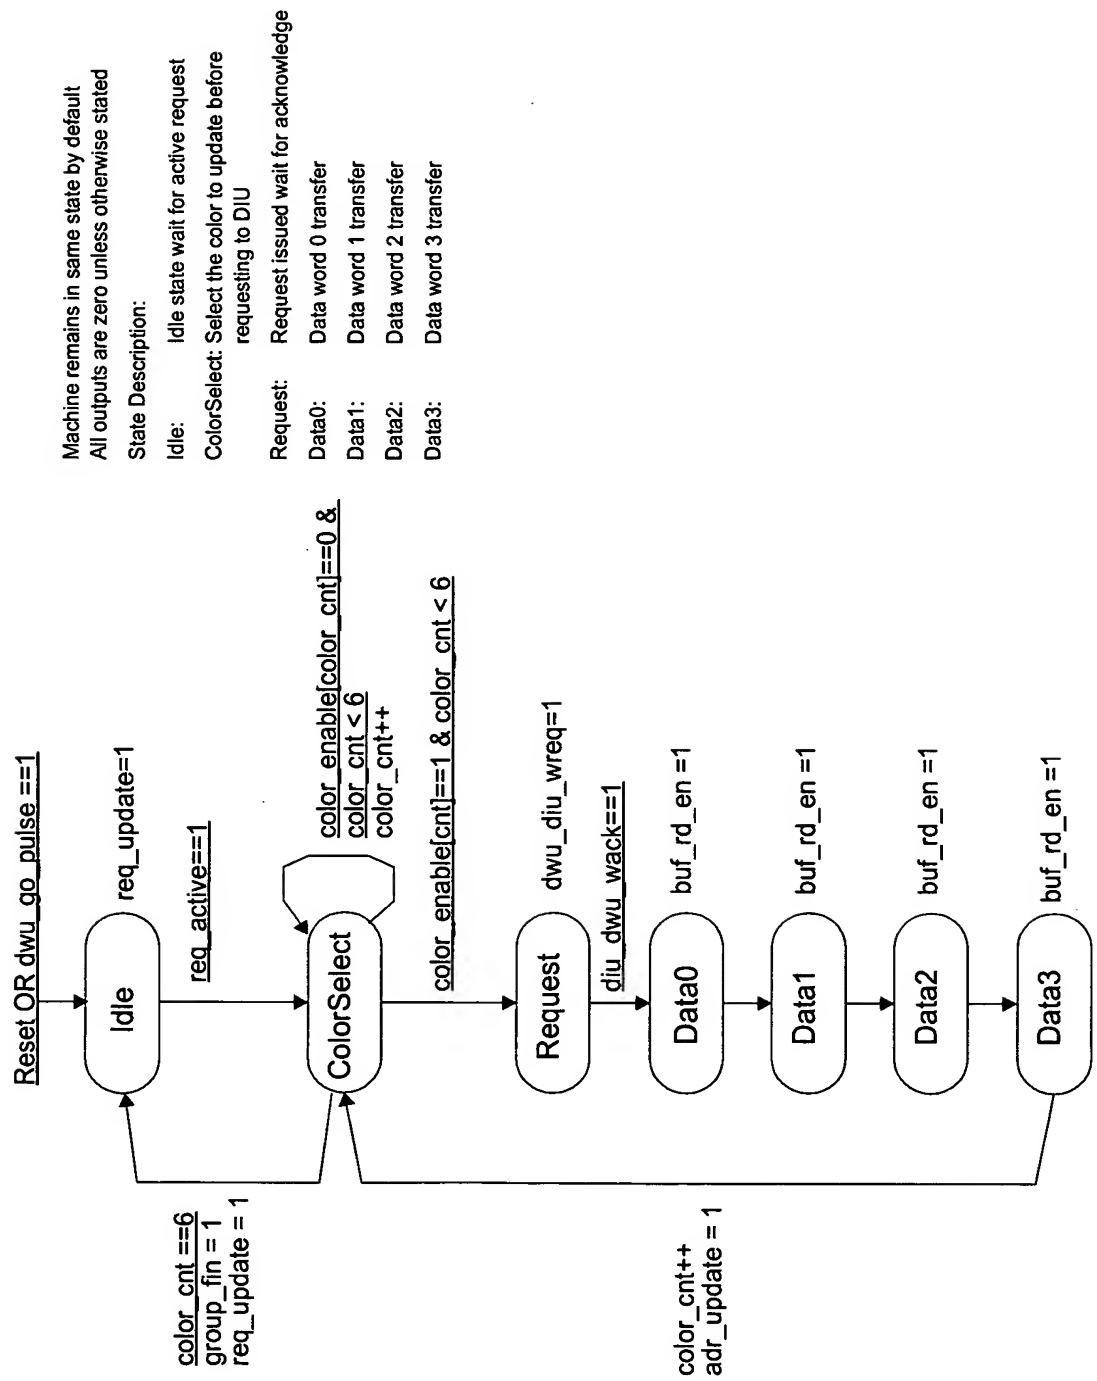 Reset OR dwu_go_pulse ==1
Idle
req_update=1
req_active==1
color_cnt ==6
group_fin = 1
req_update = 1
ColorSelect
color_enable[color_cnt]==0 &
color_cnt < 6
color_cnt++
color_enable[cnt]==1 & color_cnt < 6
Request
dwu_diu_wreq=1
diu_dwu_wack==1
Data0
buf_rd_en =1
Data1
buf_rd_en =1
Data2
buf_rd_en =1
Data3
buf_rd_en =1
color_cnt++
adr_update = 1
Machine remains in same state by default
All outputs are zero unless otherwise stated
State Description:
Idle: Idle state wait for active request
ColorSelect: Select the color to update before
requesting to DIU
Request: Request issued wait for acknowledge
Data0: Data word 0 transfer
Data1: Data word 1 transfer
Data2: Data word 2 transfer
Data3: Data word 3 transfer